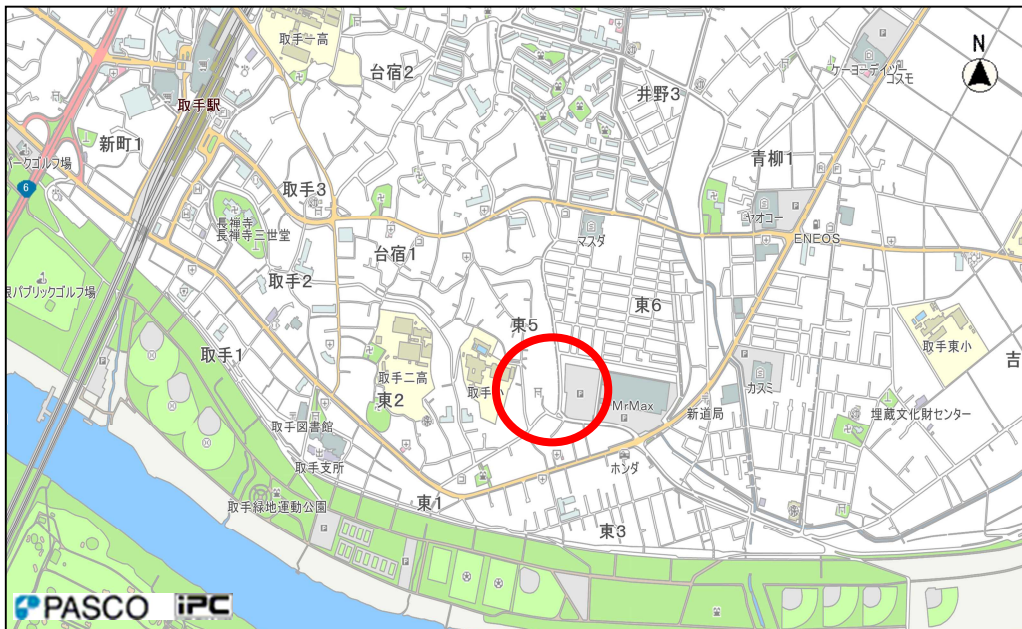 取手一高
台宿2
井野3
ケーヨーデイツー
コスモ
N
取手駅
新町1
パークゴルフ場
6
青柳1
取手3
長禅寺
長禅寺三世堂
ヤオコー
ENEOS
マスダ
台宿1
取手2
根パブリックゴルフ場
東6
東5
取手東小
吉
取手1
取手二高
取手小
P
カスミ
東2
MrMax
新道局
埋蔵文化財センター
取手図書館
取手支所
ホンダ
東1
取手緑地運動公園
東3
PASCO iPC